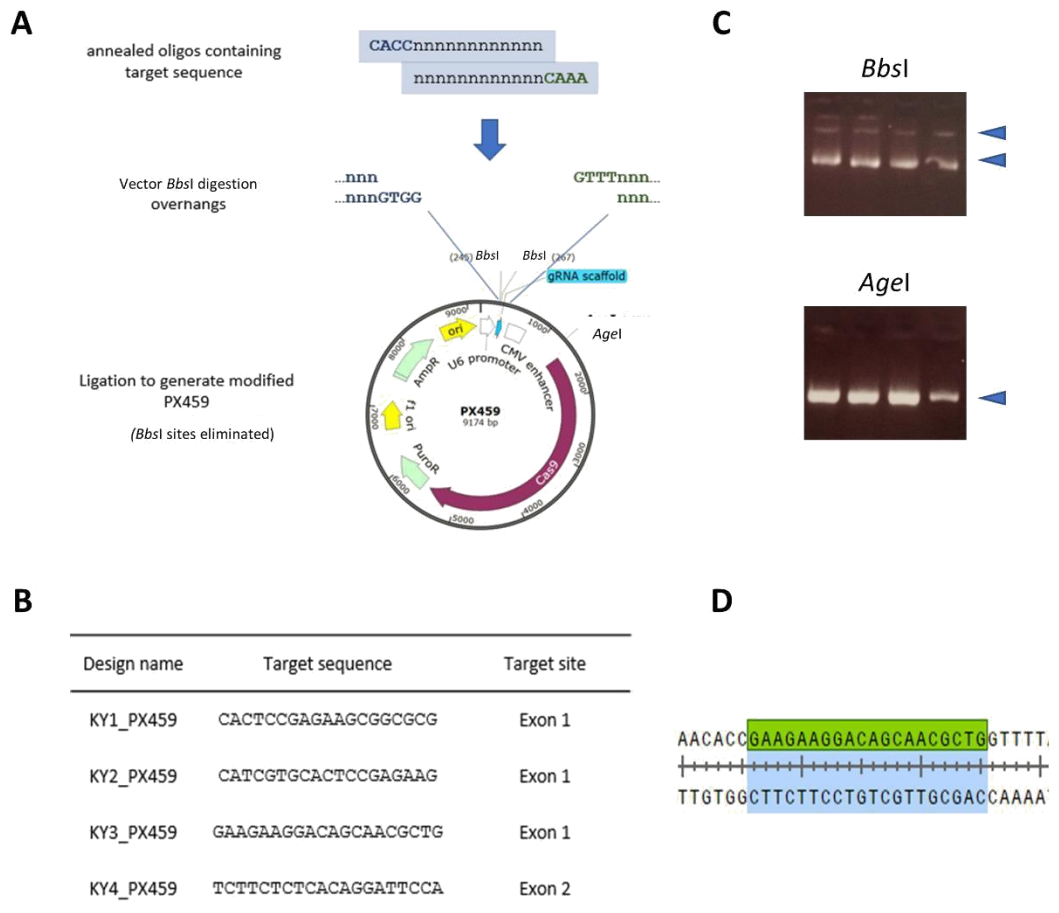 A
annealed oligos containing
target sequence
CACCnnnnnnnnnnnn
nnnnnnnnnnnnCAAA
Vector BbsI digestion
overnangs
...nnn
...nnnGTGG
GTTTnnn...
nnn...
(245) BbsI
BbsI (267)
gRNA scaffold
AgeI
Ligation to generate modified
PX459
(BbsI sites eliminated)
9000
1000
2000
3000
4000
5000
6000
7000
8000
ori
AmpR
U6 promoter
CMV enhancer
f1 ori
PuroR
Cas9
PX459
9174 bp
C
BbsI
AgeI
B
Design name Target sequence Target site
KY1_PX459 CACTCCGAGAAGCGGCGCG Exon 1
KY2_PX459 CATCGTGCACTCCGAGAAG Exon 1
KY3_PX459 GAAGAAGGACAGCAACGCTG Exon 1
KY4_PX459 TCTTCTCTCACAGGATTCCA Exon 2
D
AACACCGAAGAAGGACAGCAACGCTGGTTTT
TTGTGGCTTCTTCCTGTCGTTGCGACCAAAA